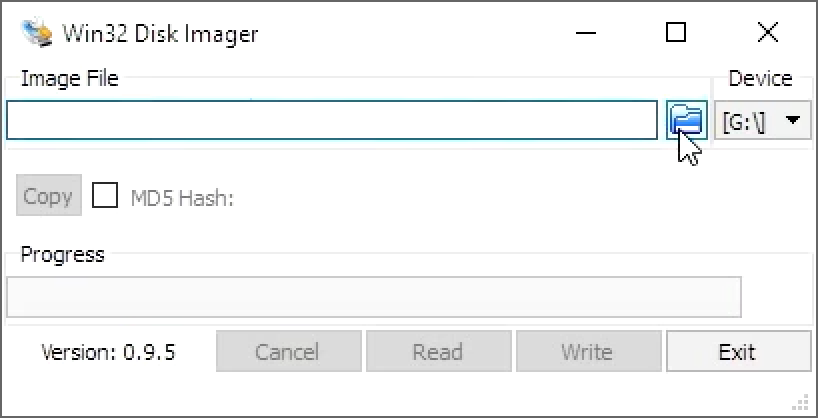 Win32 Disk Imager
Image File
Device
[G:\]
Copy
MD5 Hash:
Progress
Version: 0.9.5
Cancel
Read
Write
Exit